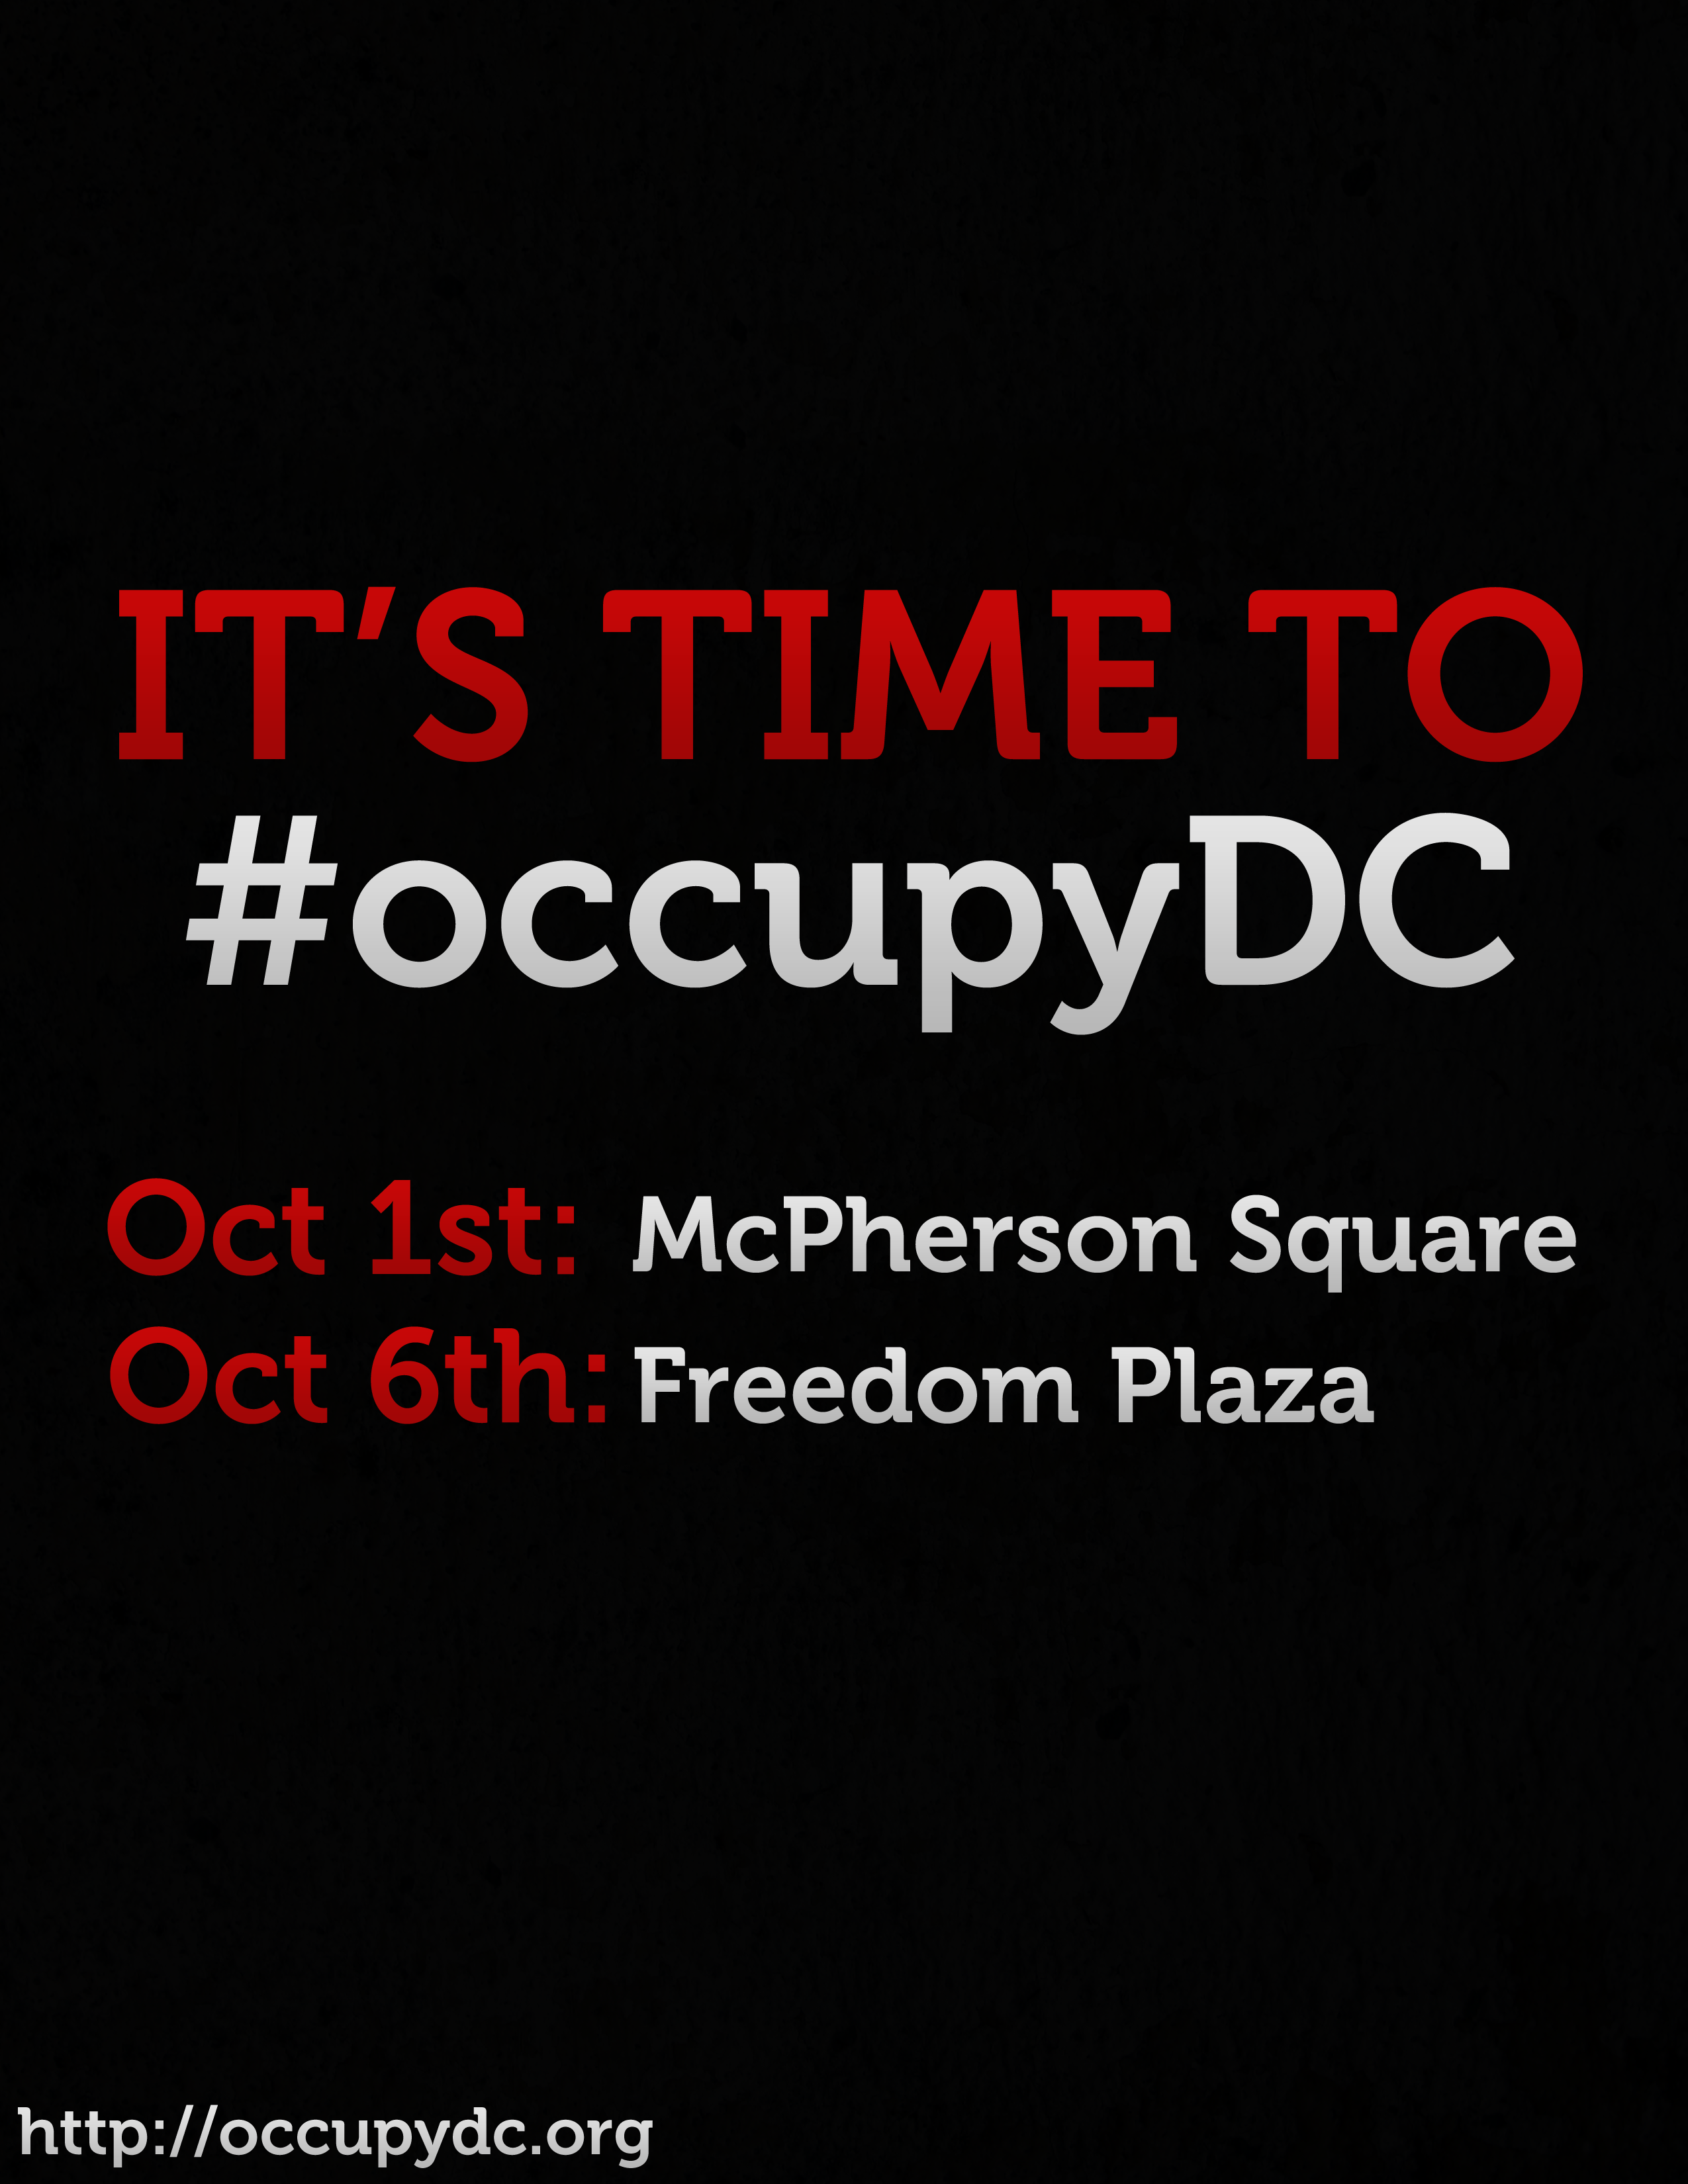 IT'S TIME TO
#occupyDC
Oct 1st: McPherson Square
Oct 6th: Freedom Plaza
http://occupydc.org